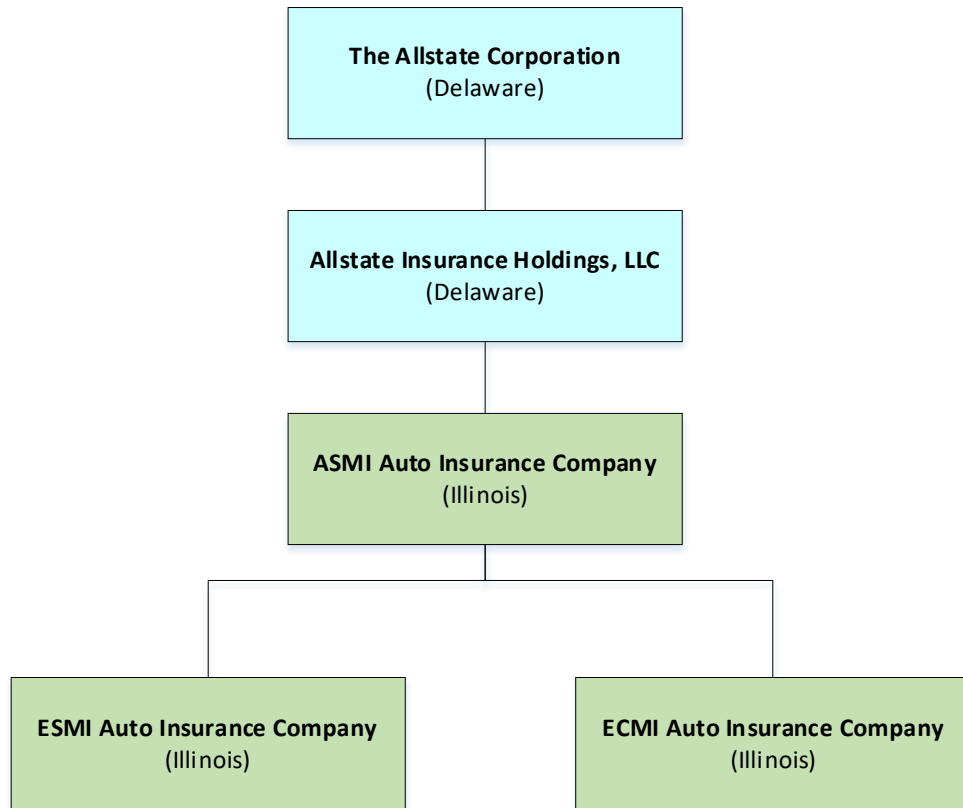 The Allstate Corporation
(Delaware)
Allstate Insurance Holdings, LLC
(Delaware)
ASMI Auto Insurance Company
(Illinois)
ESMI Auto Insurance Company
(Illinois)
ECMI Auto Insurance Company
(Illinois)